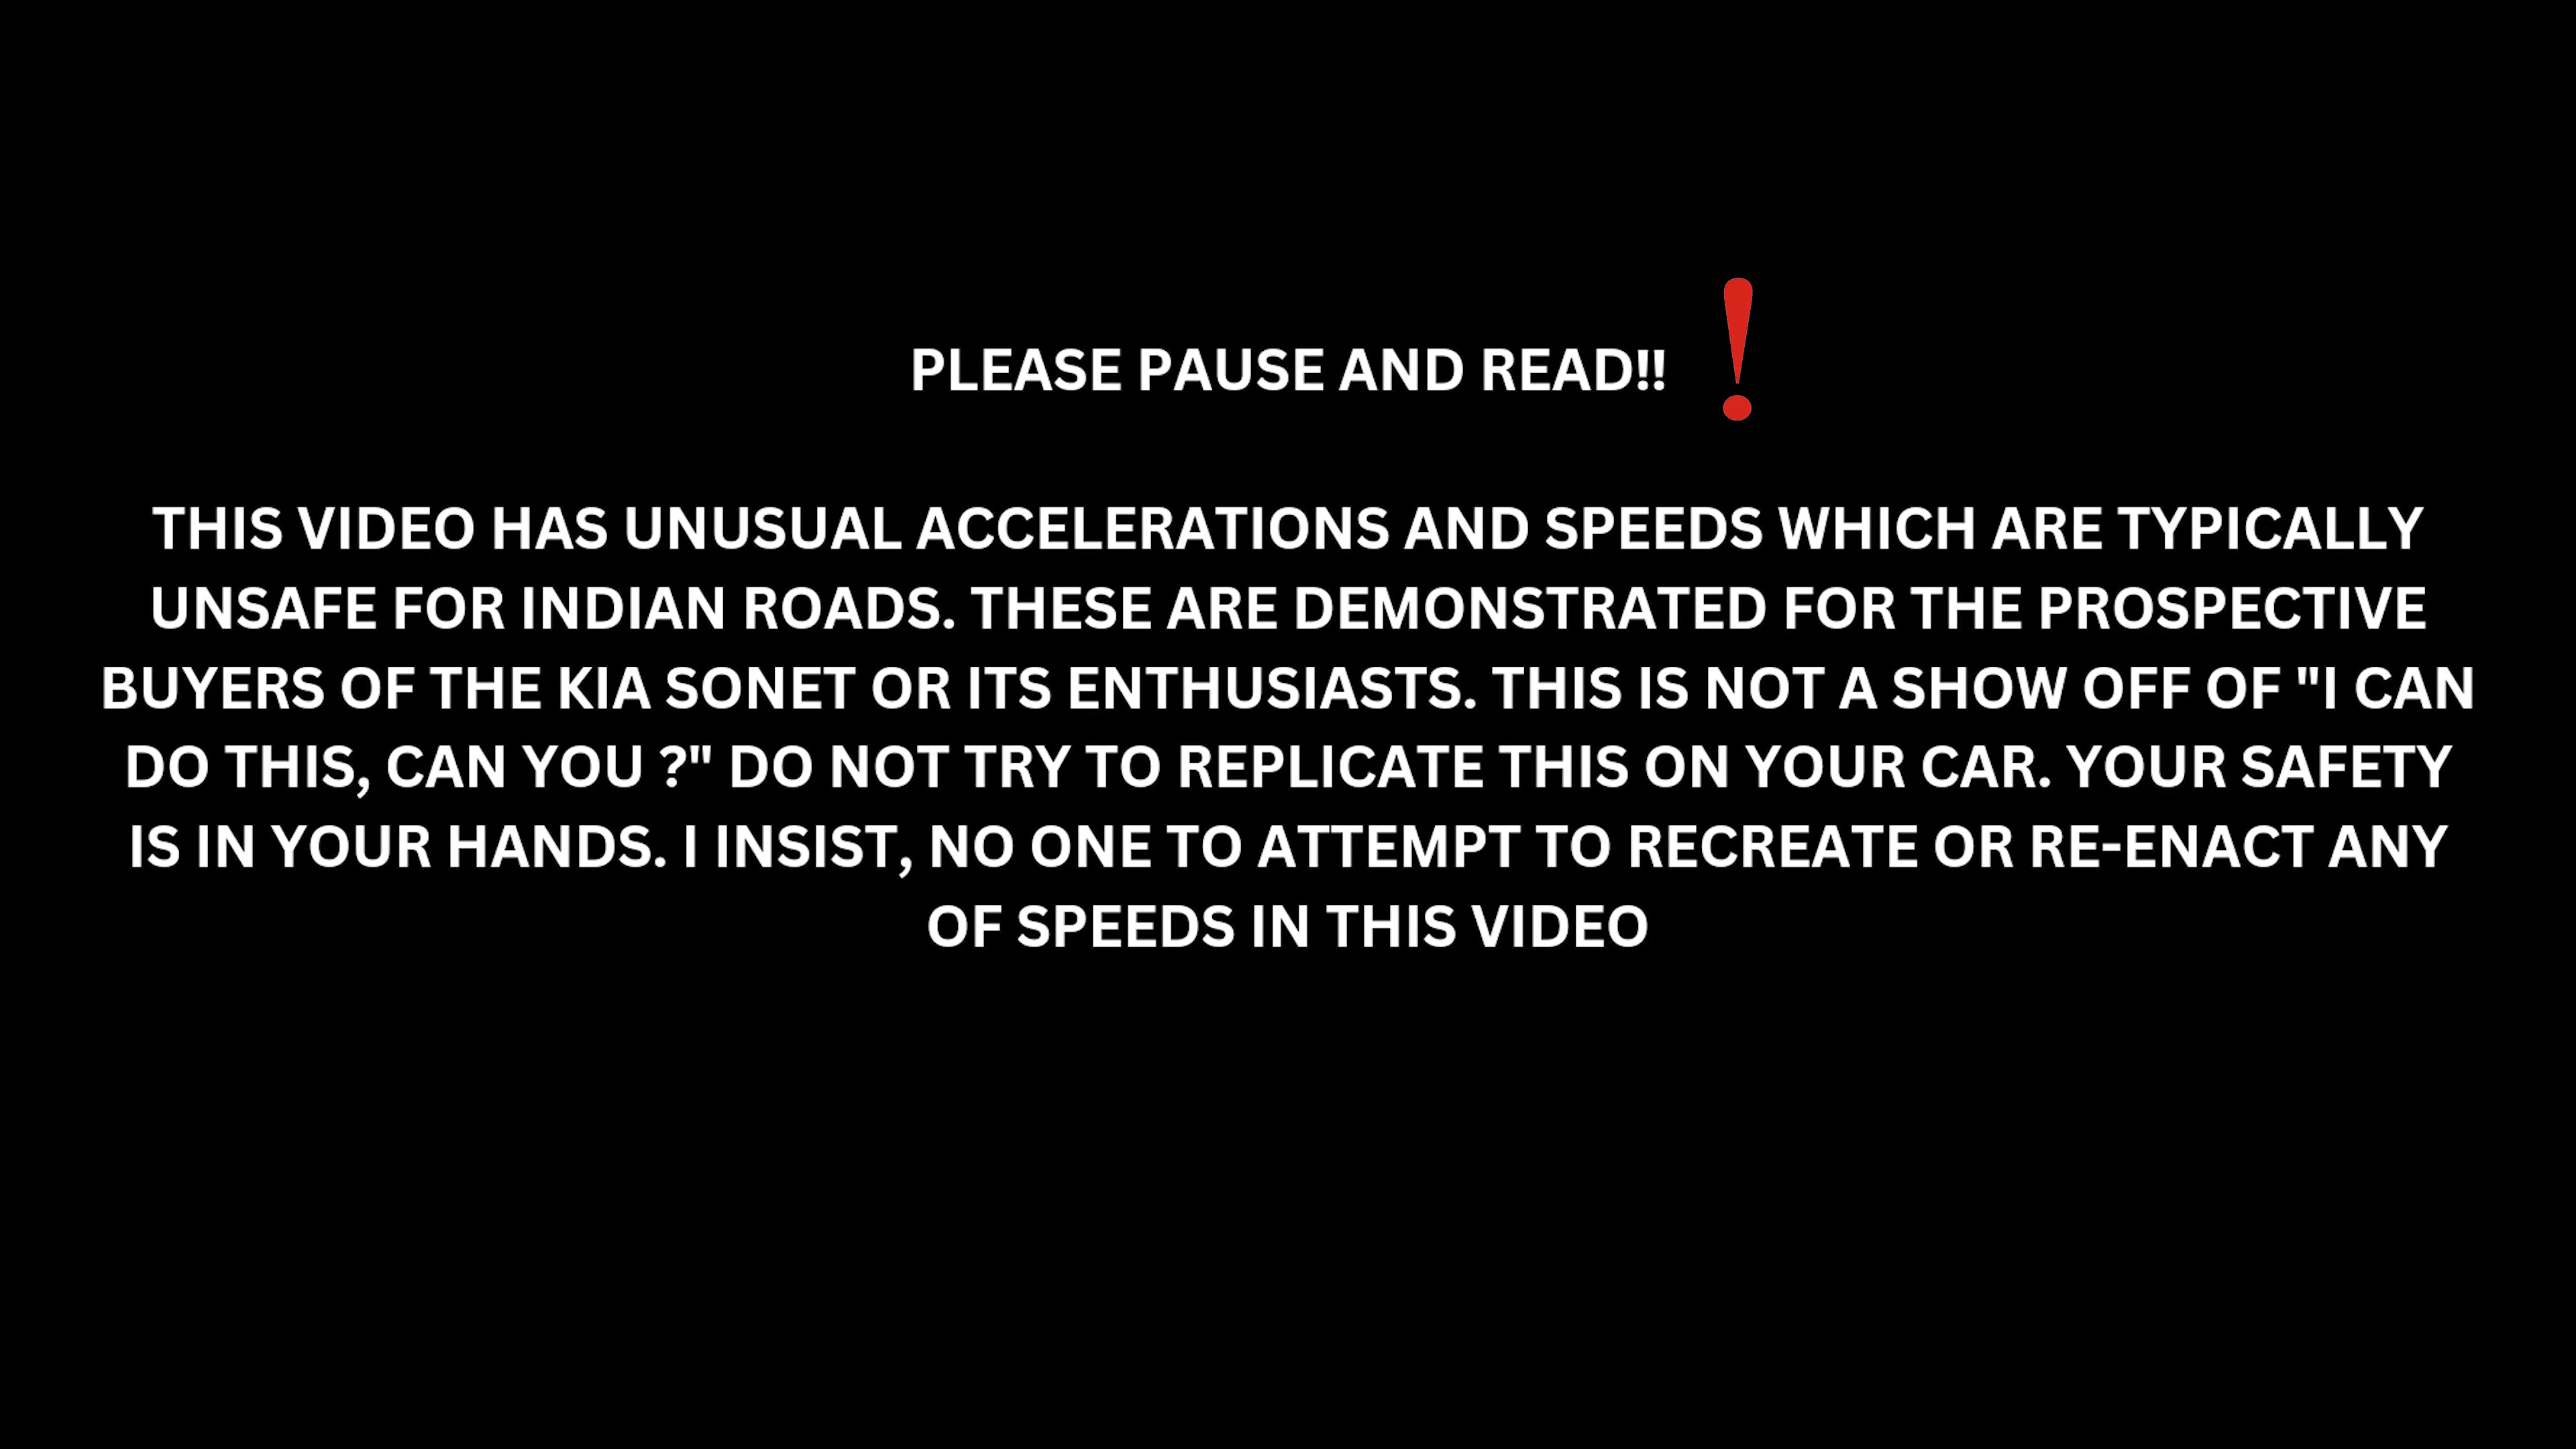 PLEASE PAUSE AND READ!!
THIS VIDEO HAS UNUSUAL ACCELERATIONS AND SPEEDS WHICH ARE TYPICALLY
UNSAFE FOR INDIAN ROADS. THESE ARE DEMONSTRATED FOR THE PROSPECTIVE
BUYERS OF THE KIA SONET OR ITS ENTHUSIASTS. THIS IS NOT A SHOW OFF OF "I CAN
DO THIS, CAN YOU ?" DO NOT TRY TO REPLICATE THIS ON YOUR CAR. YOUR SAFETY
IS IN YOUR HANDS. I INSIST, NO ONE TO ATTEMPT TO RECREATE OR RE-ENACT ANY
OF SPEEDS IN THIS VIDEO